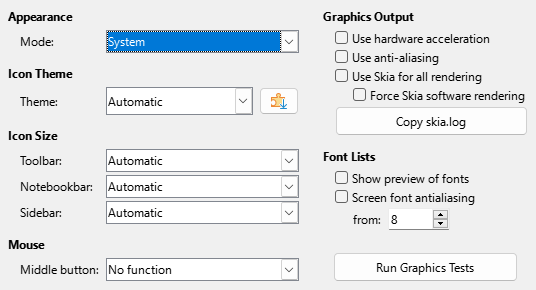 Appearance
Mode: System
Icon Theme
Theme: Automatic
Icon Size
Toolbar: Automatic
Notebookbar: Automatic
Sidebar: Automatic
Mouse
Middle button: No function
Graphics Output
Use hardware acceleration
Use anti-aliasing
Use Skia for all rendering
Force Skia software rendering
Copy skia.log
Font Lists
Show preview of fonts
Screen font antialiasing
from: 8
Run Graphics Tests